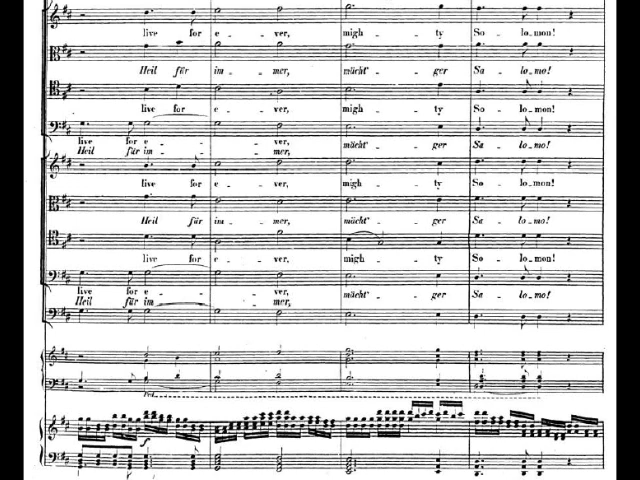 live for e - ver, migh - ty So - lo - mon!
Heil für im - mer, mächt' - ger Sa - lo - mo!
live for e - ver, migh - ty So - lo - mon!
live for e - ver,
Heil für im - mer, mächt' - ger Sa - lo - mo!
live for e - ver, migh - ty So - lo - mon!
Heil für im - mer, mächt' - ger Sa - lo - mo!
live for e - ver, migh - ty So - lo - mon!
live for e - ver,
Heil für im - mer, mächt' - ger Sa - lo - mo!
f